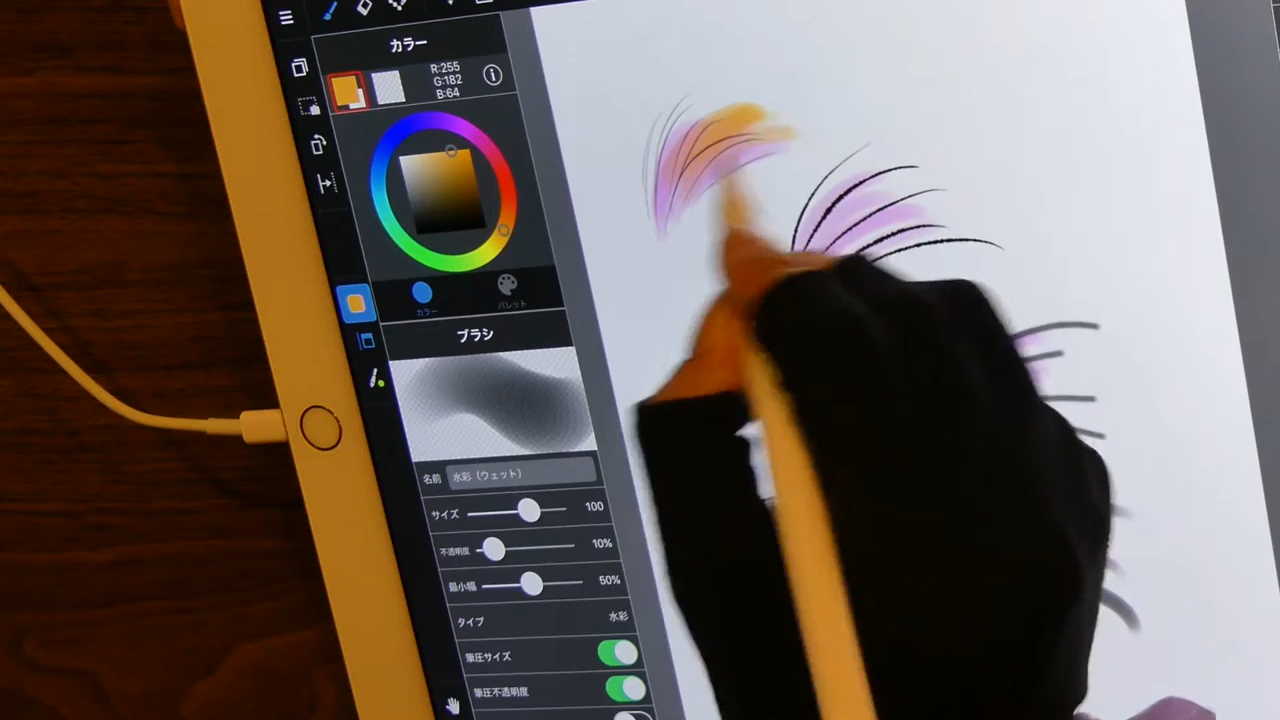 カラー
R:255
G:182
B:64
カラー
パレット
ブラシ
名前 水彩（ウェット）
サイズ 100
不透明度 10%
最小幅 50%
タイプ 水彩
筆圧サイズ
筆圧不透明度